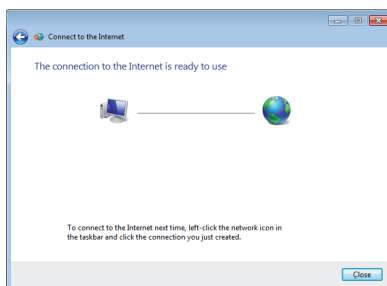 Connect to the Internet
The connection to the Internet is ready to use
To connect to the Internet next time, left-click the network icon in
the taskbar and click the connection you just created.
Close